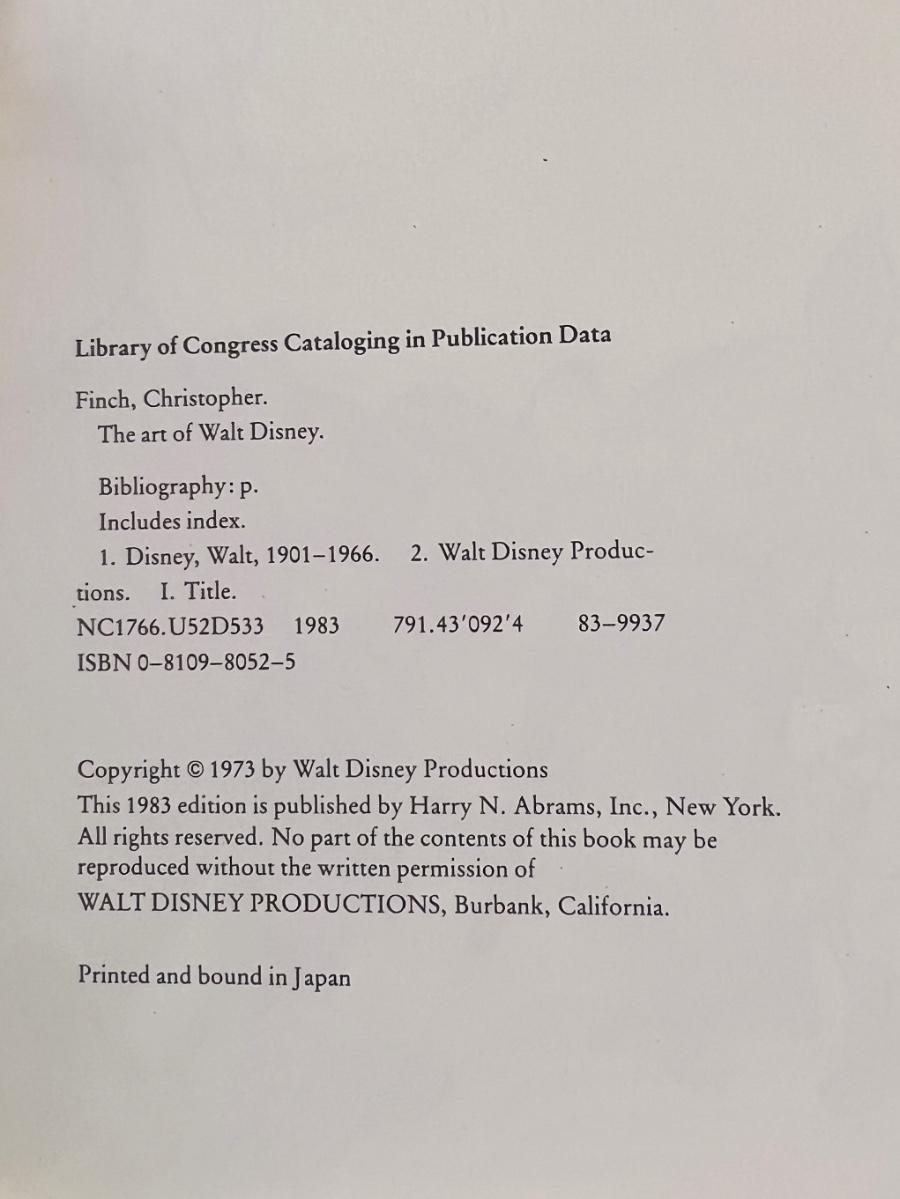 Library of Congress Cataloging in Publication Data
Finch, Christopher.
The art of Walt Disney.
Bibliography: p.
Includes index.
1. Disney, Walt, 1901–1966. 2. Walt Disney Produc-
tions. I. Title.
NC1766.U52D533 1983 791.43′092′4 83–9937
ISBN 0–8109–8052–5
Copyright © 1973 by Walt Disney Productions
This 1983 edition is published by Harry N. Abrams, Inc., New York.
All rights reserved. No part of the contents of this book may be
reproduced without the written permission of
WALT DISNEY PRODUCTIONS, Burbank, California.
Printed and bound in Japan